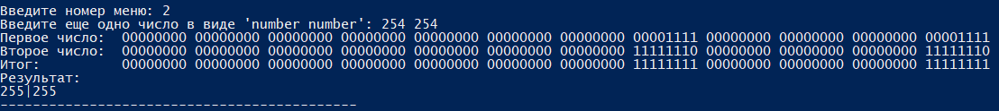 Введите номер меню: 2
Введите еще одно число в виде 'number number': 254 254
Первое число:  00000000 00000000 00000000 00000000 00000000 00000000 00000000 00001111 00000000 00000000 00000000 00001111
Второе число:  00000000 00000000 00000000 00000000 00000000 00000000 00000000 11111110 00000000 00000000 00000000 11111110
Итог:          00000000 00000000 00000000 00000000 00000000 00000000 00000000 11111111 00000000 00000000 00000000 11111111
Результат:
255|255
--------------------------------------------